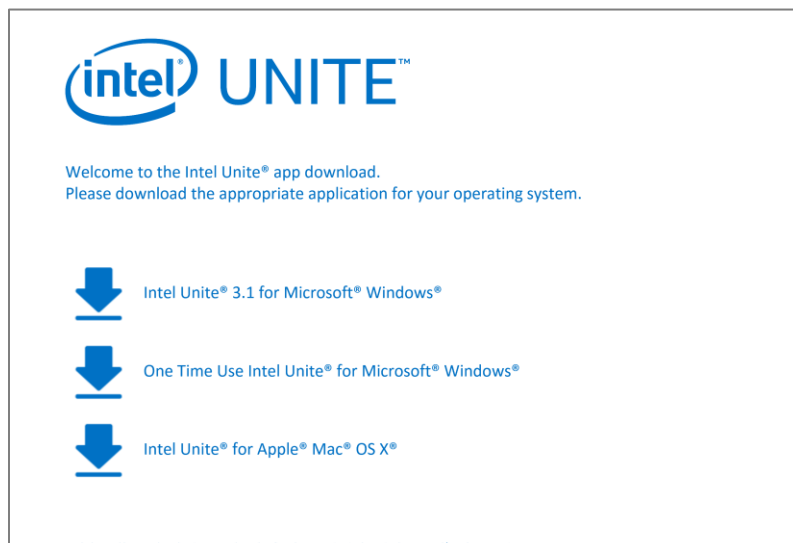 intel® UNITE™
Welcome to the Intel Unite® app download.
Please download the appropriate application for your operating system.
Intel Unite® 3.1 for Microsoft® Windows®
One Time Use Intel Unite® for Microsoft® Windows®
Intel Unite® for Apple® Mac® OS X®